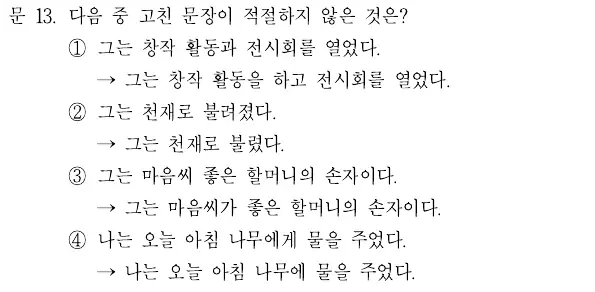 문 13. 다음 중 고친 문장이 적절하지 않은 것은?
① 그는 창작 활동과 전시회를 열었다.
→ 그는 창작 활동을 하고 전시회를 열었다.
② 그는 천재로 불려졌다.
→ 그는 천재로 불렸다.
③ 그는 마음씨 좋은 할머니의 손자이다.
→ 그는 마음씨가 좋은 할머니의 손자이다.
④ 나는 오늘 아침 나무에게 물을 주었다.
→ 나는 오늘 아침 나무에 물을 주었다.